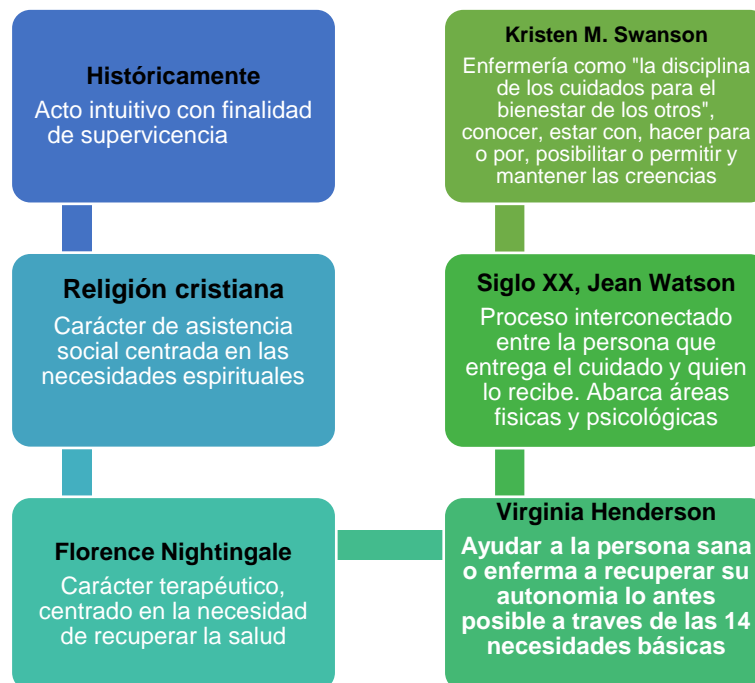 Históricamente
Acto intuitivo con finalidad
de supervicencia
Religión cristiana
Carácter de asistencia
social centrada en las
necesidades espirituales
Florence Nightingale
Carácter terapéutico,
centrado en la necesidad
de recuperar la salud
Virginia Henderson
Ayudar a la persona sana
o enferma a recuperar su
autonomia lo antes
posible a traves de las 14
necesidades básicas
Siglo XX, Jean Watson
Proceso interconectado
entre la persona que
entrega el cuidado y quien
lo recibe. Abarca áreas
fisicas y psicológicas
Kristen M. Swanson
Enfermería como "la disciplina
de los cuidados para el
bienestar de los otros",
conocer, estar con, hacer para
o por, posibilitar o permitir y
mantener las creencias